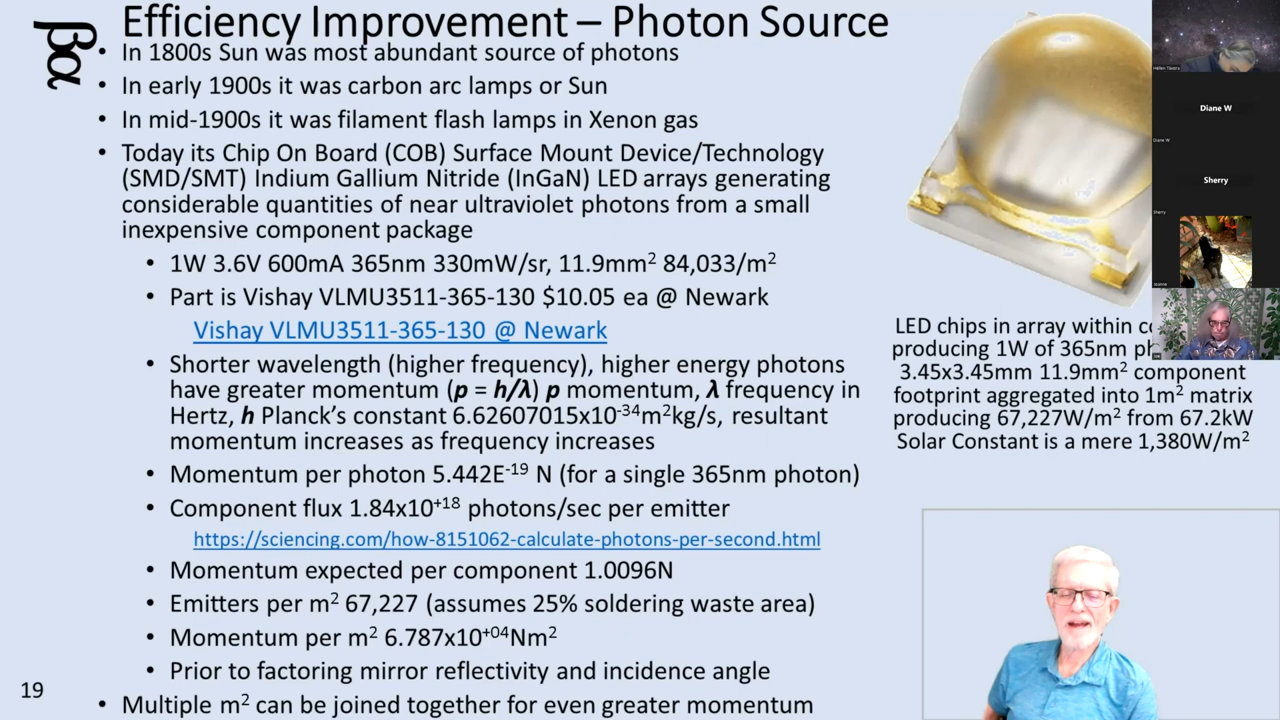 βα
Efficiency Improvement – Photon Source
• In 1800s Sun was most abundant source of photons
• In early 1900s it was carbon arc lamps or Sun
• In mid-1900s it was filament flash lamps in Xenon gas
• Today its Chip On Board (COB) Surface Mount Device/Technology
(SMD/SMT) Indium Gallium Nitride (InGaN) LED arrays generating
considerable quantities of near ultraviolet photons from a small
inexpensive component package
• 1W 3.6V 600mA 365nm 330mW/sr, 11.9mm² 84,033/m²
• Part is Vishay VLMU3511-365-130 $10.05 ea @ Newark
Vishay VLMU3511-365-130 @ Newark
• Shorter wavelength (higher frequency), higher energy photons
have greater momentum (p = h/λ) p momentum, λ frequency in
Hertz, h Planck's constant 6.62607015x10⁻³⁴m²kg/s, resultant
momentum increases as frequency increases
• Momentum per photon 5.442E⁻¹⁹ N (for a single 365nm photon)
• Component flux 1.84x10⁺¹⁸ photons/sec per emitter
https://sciencing.com/how-8151062-calculate-photons-per-second.html
• Momentum expected per component 1.0096N
• Emitters per m² 67,227 (assumes 25% soldering waste area)
• Momentum per m² 6.787x10⁺⁰⁴Nm²
• Prior to factoring mirror reflectivity and incidence angle
• Multiple m² can be joined together for even greater momentum
19
LED chips in array within
producing 1W of 365nm
3.45x3.45mm 11.9mm² component
footprint aggregated into 1m² matrix
producing 67,227W/m² from 67.2kW
Solar Constant is a mere 1,380W/m²
Diane W
Diane W
Sherry
Sherry